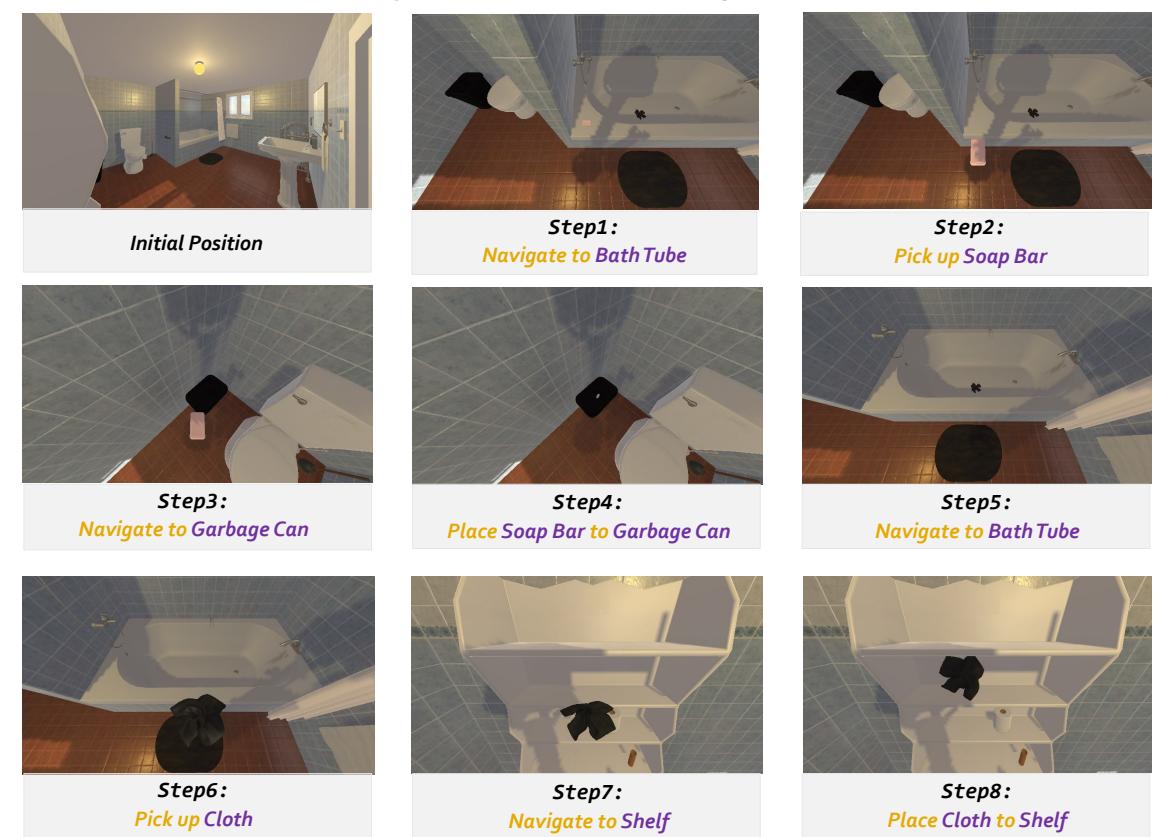 Initial Position
Step1:
Navigate to Bath Tube
Step2:
Pick up Soap Bar
Step3:
Navigate to Garbage Can
Step4:
Place Soap Bar to Garbage Can
Step5:
Navigate to Bath Tube
Step6:
Pick up Cloth
Step7:
Navigate to Shelf
Step8:
Place Cloth to Shelf